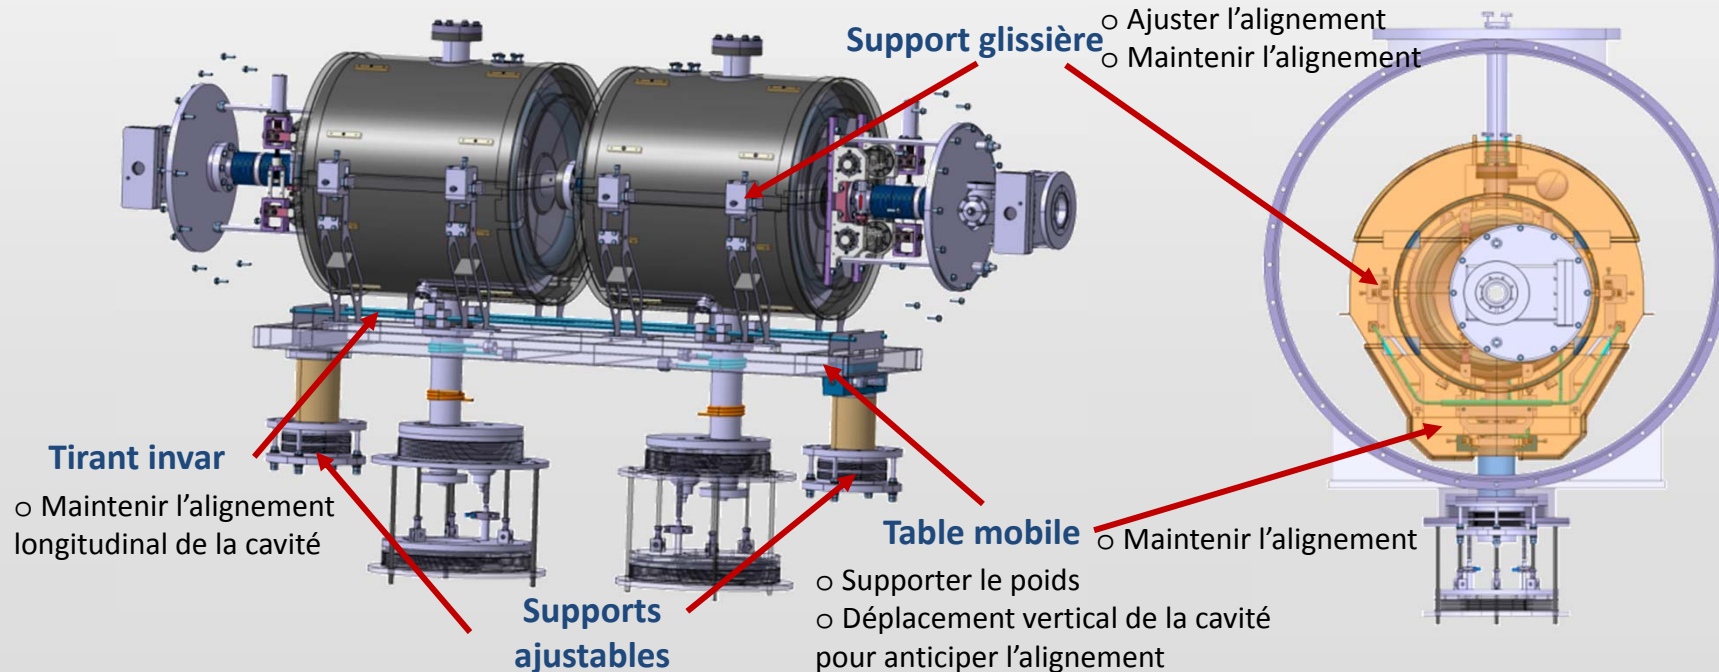 Support glissière
o Ajuster l’alignement
o Maintenir l’alignement
Tirant invar
o Maintenir l’alignement
longitudinal de la cavité
Supports
ajustables
Table mobile
o Maintenir l’alignement
o Supporter le poids
o Déplacement vertical de la cavité
pour anticiper l’alignement